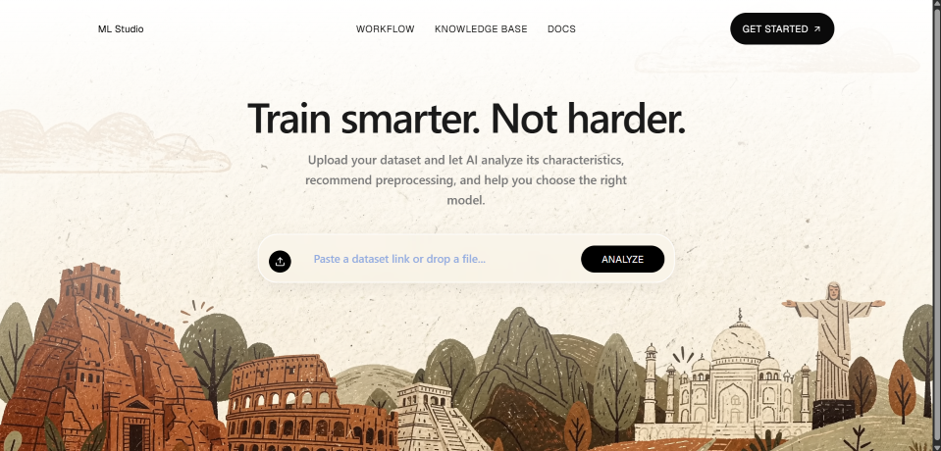 ML Studio
WORKFLOW
KNOWLEDGE BASE
DOCS
GET STARTED ↗
Train smarter. Not harder.
Upload your dataset and let AI analyze its characteristics,
recommend preprocessing, and help you choose the right
model.
Paste a dataset link or drop a file...
ANALYZE